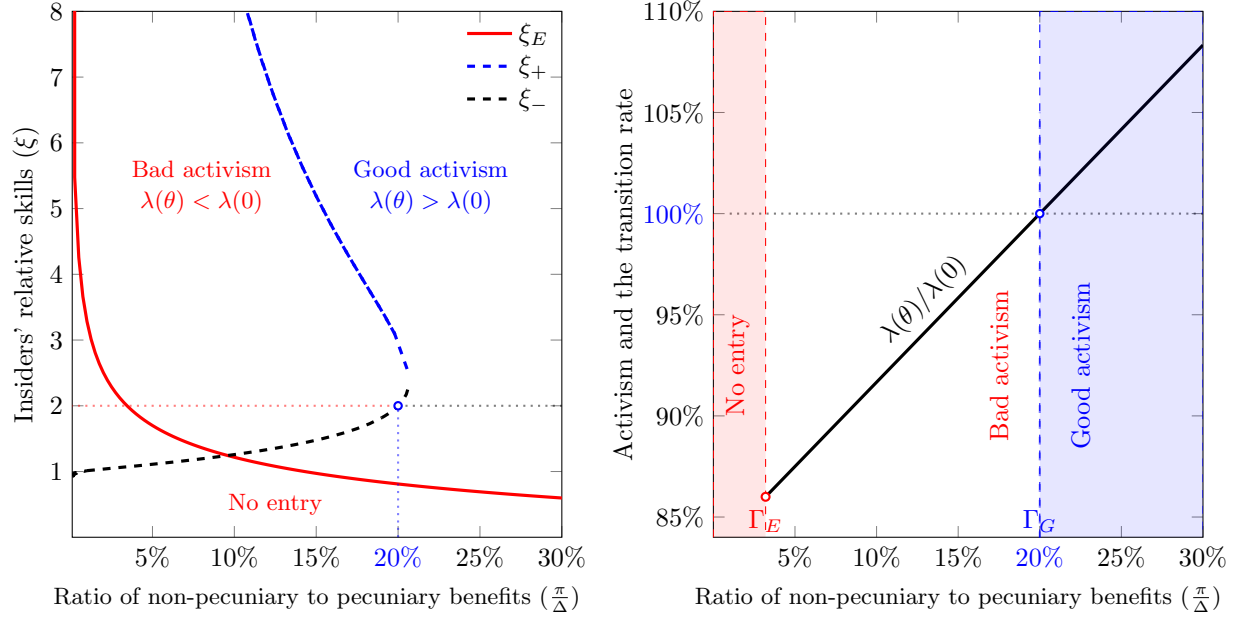 Insiders' relative skills (ξ)
8
7
6
5
4
3
2
1
ξ_E
ξ_+
ξ_−
Bad activism
λ(θ) < λ(0)
Good activism
λ(θ) > λ(0)
No entry
5%
10%
15%
20%
25%
30%
Ratio of non-pecuniary to pecuniary benefits (π/Δ)
Activism and the transition rate
110%
105%
100%
95%
90%
85%
No entry
λ(θ)/λ(0)
Bad activism
Good activism
Γ_E
Γ_G
5%
10%
15%
20%
25%
30%
Ratio of non-pecuniary to pecuniary benefits (π/Δ)